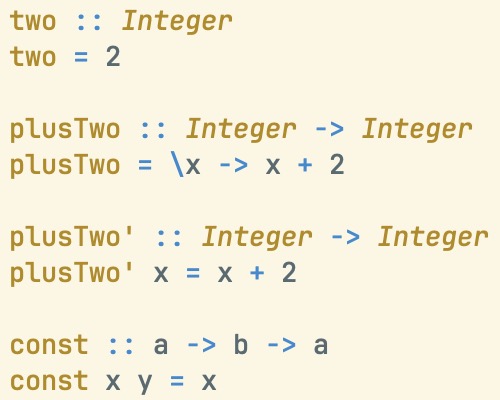 two :: Integer
two = 2
plusTwo :: Integer -> Integer
plusTwo = \x -> x + 2
plusTwo' :: Integer -> Integer
plusTwo' x = x + 2
const :: a -> b -> a
const x y = x